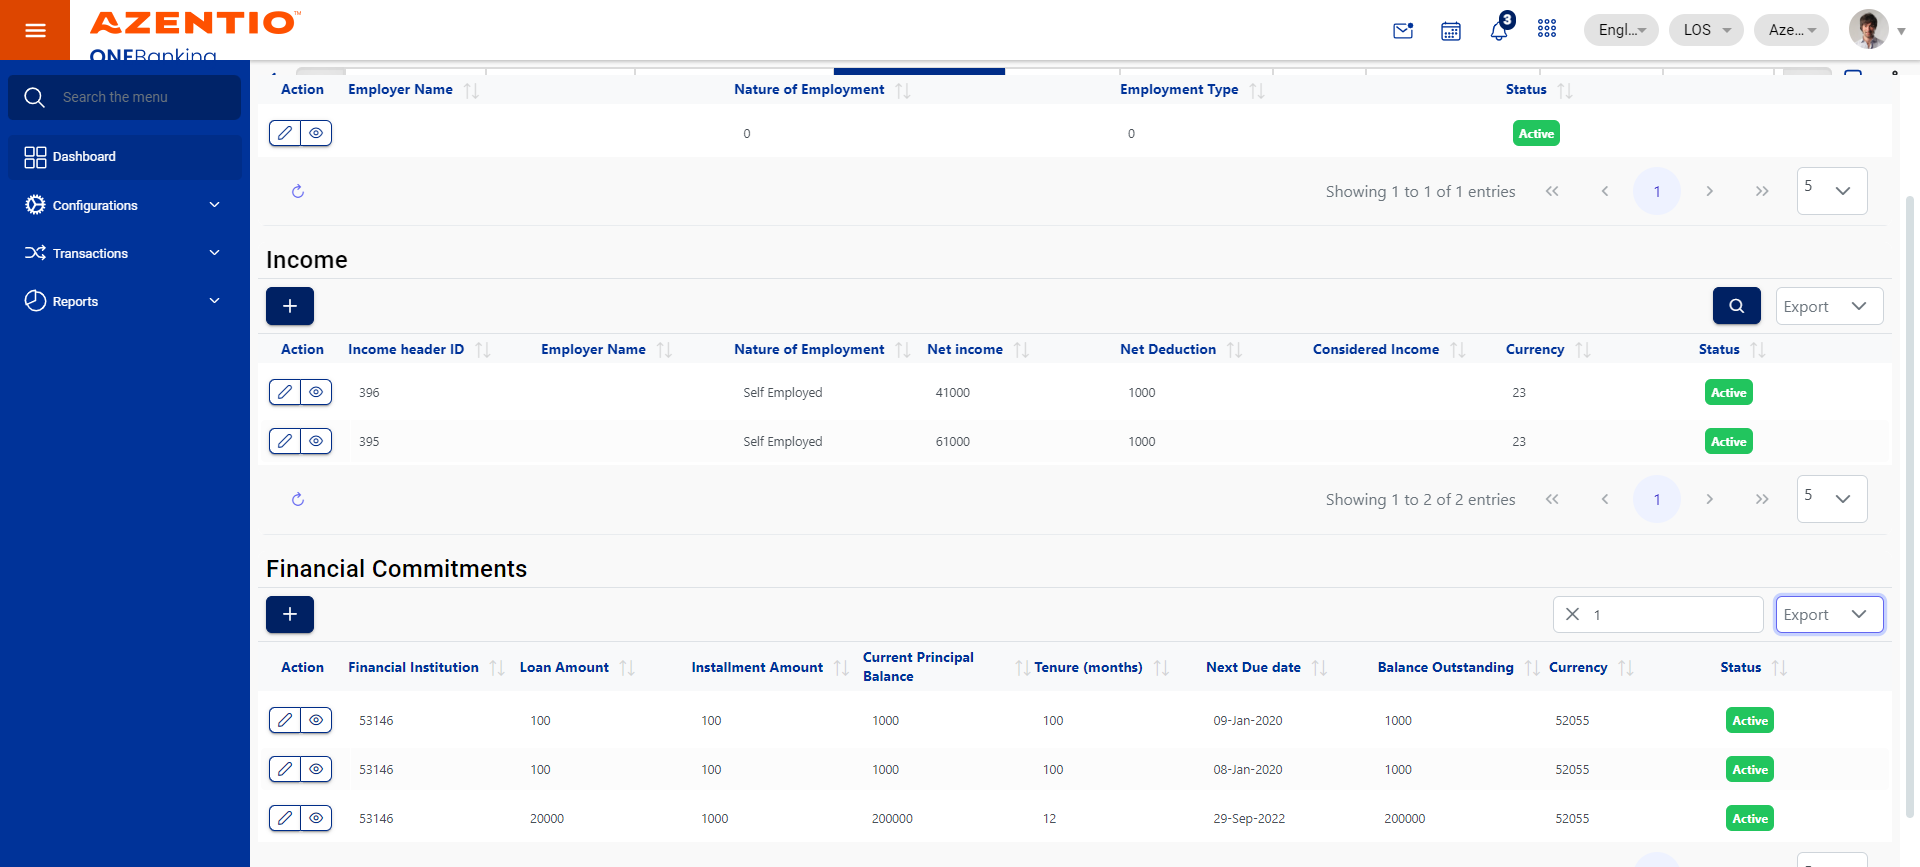 AZENTIO™
ONEBanking
3
Engl...
LOS
Aze...
Search the menu
Dashboard
Configurations
Transactions
Reports
Action Employer Name Nature of Employment Employment Type Status
0 0 Active
Showing 1 to 1 of 1 entries 1 5
Income
Export
Action Income header ID Employer Name Nature of Employment Net income Net Deduction Considered Income Currency Status
396 Self Employed 41000 1000 23 Active
395 Self Employed 61000 1000 23 Active
Showing 1 to 2 of 2 entries 1 5
Financial Commitments
1 Export
Action Financial Institution Loan Amount Installment Amount Current Principal Balance Tenure (months) Next Due date Balance Outstanding Currency Status
53146 100 100 1000 100 09-Jan-2020 1000 52055 Active
53146 100 100 1000 100 08-Jan-2020 1000 52055 Active
53146 20000 1000 200000 12 29-Sep-2022 200000 52055 Active